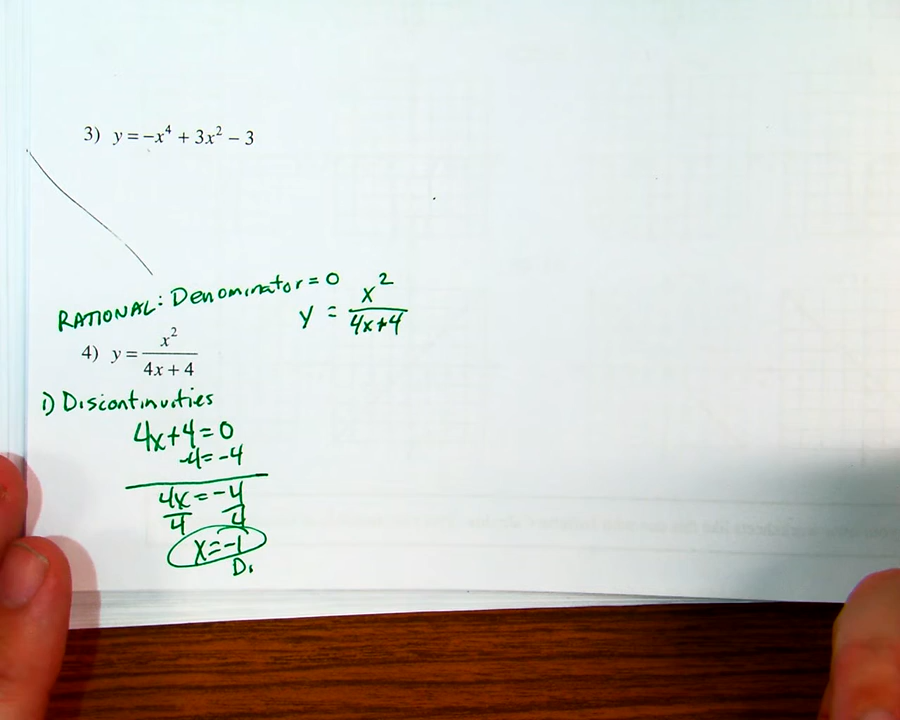 3) y = −x⁴ + 3x² − 3
RATIONAL: Denominator = 0
y = x² / 4x+4
4) y = x² / 4x + 4
1) Discontinuities
4x+4=0
-4=-4
4x = -4
4 4
x = -1
Di